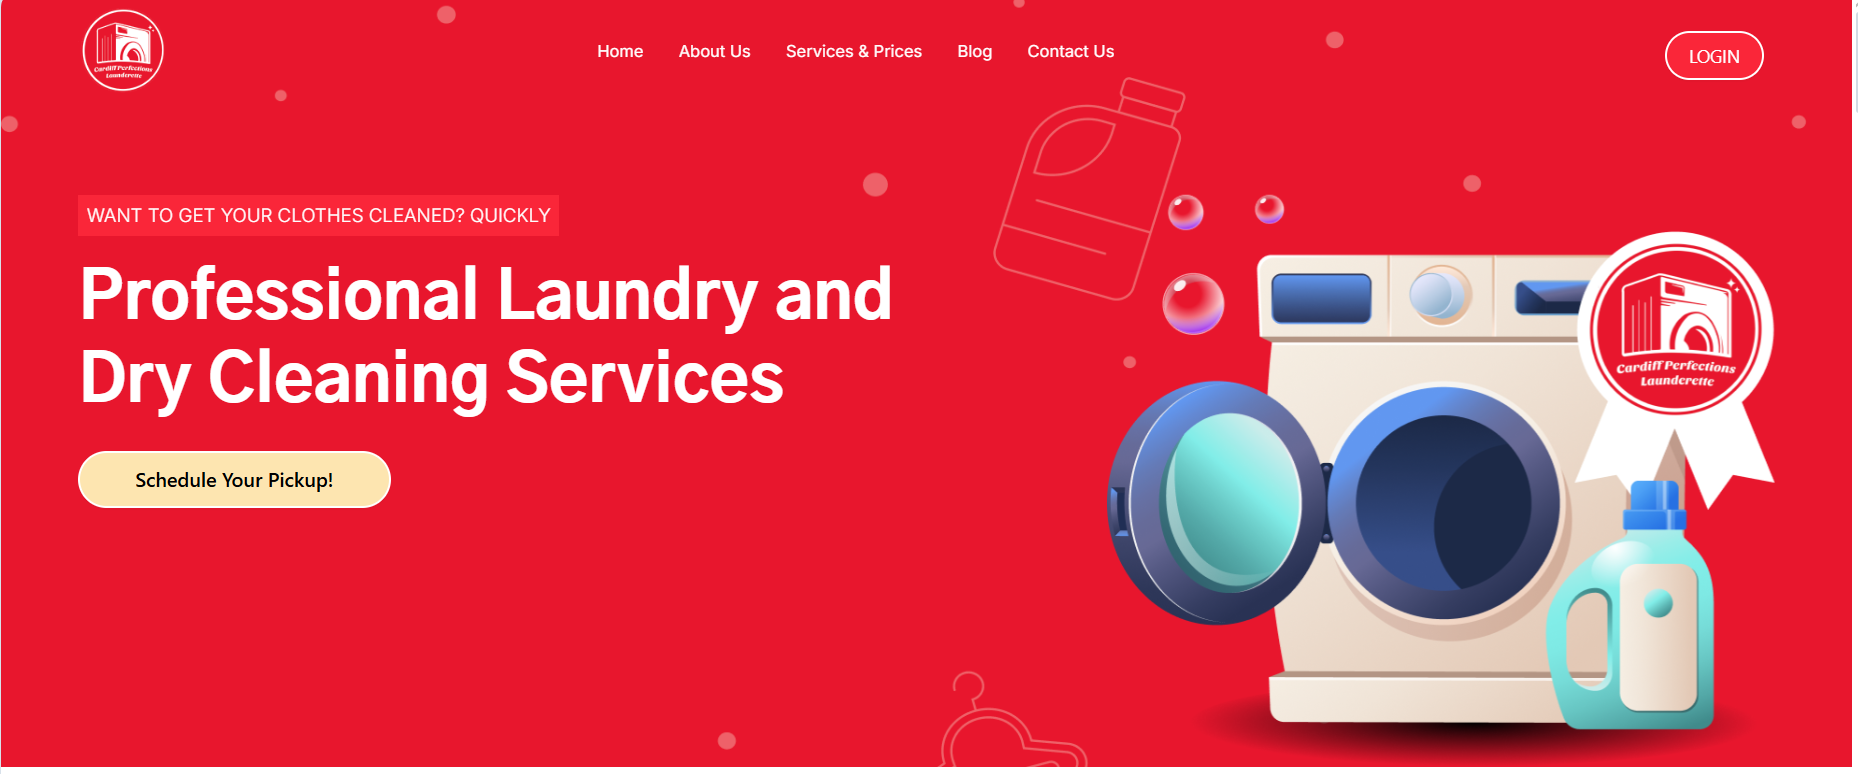 Cardiff Perfections
Launderette
Home
About Us
Services & Prices
Blog
Contact Us
LOGIN
WANT TO GET YOUR CLOTHES CLEANED? QUICKLY
Professional Laundry and
Dry Cleaning Services
Schedule Your Pickup!
Cardiff Perfections
Launderette